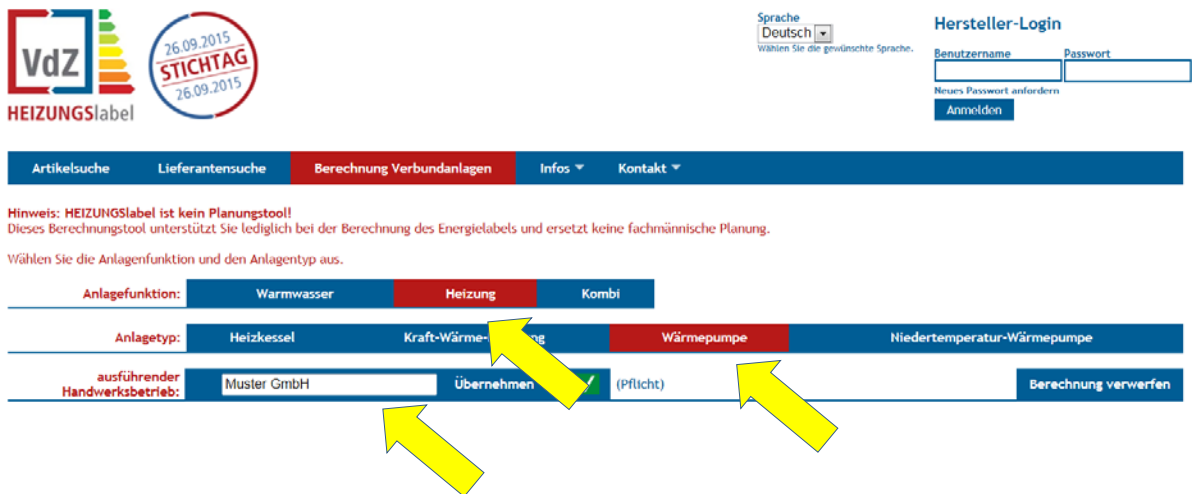 VdZ
HEIZUNGSlabel
26.09.2015
STICHTAG
26.09.2015
Sprache
Deutsch
Wählen Sie die gewünschte Sprache.
Hersteller-Login
Benutzername Passwort
Neues Passwort anfordern
Anmelden
Artikelsuche Lieferantensuche Berechnung Verbundanlagen Infos Kontakt
Hinweis: HEIZUNGSlabel ist kein Planungstool!
Dieses Berechnungstool unterstützt Sie lediglich bei der Berechnung des Energielabels und ersetzt keine fachmännische Planung.
Wählen Sie die Anlagenfunktion und den Anlagentyp aus.
Anlagefunktion: Warmwasser Heizung Kombi
Anlagetyp: Heizkessel Kraft-Wärme- Wärmepumpe Niedertemperatur-Wärmepumpe
ausführender
Handwerksbetrieb: Muster GmbH Übernehmen (Pflicht) Berechnung verwerfen